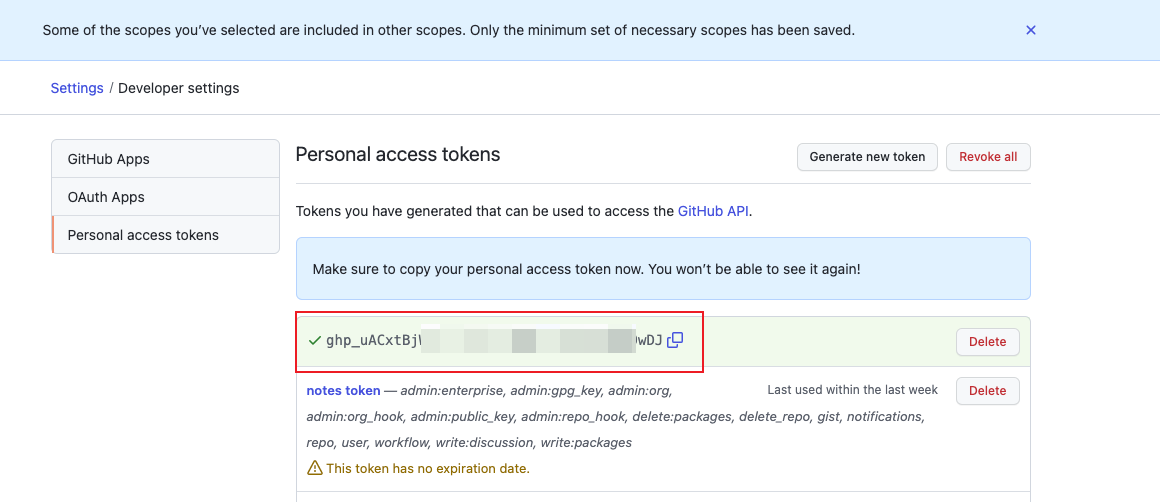 Some of the scopes you’ve selected are included in other scopes. Only the minimum set of necessary scopes has been saved.
Settings / Developer settings
GitHub Apps
OAuth Apps
Personal access tokens
Personal access tokens
Generate new token
Revoke all
Tokens you have generated that can be used to access the GitHub API.
Make sure to copy your personal access token now. You won’t be able to see it again!
ghp_uACxtBj wDJ
Delete
notes token — admin:enterprise, admin:gpg_key, admin:org,
Last used within the last week
Delete
admin:org_hook, admin:public_key, admin:repo_hook, delete:packages, delete_repo, gist, notifications,
repo, user, workflow, write:discussion, write:packages
This token has no expiration date.